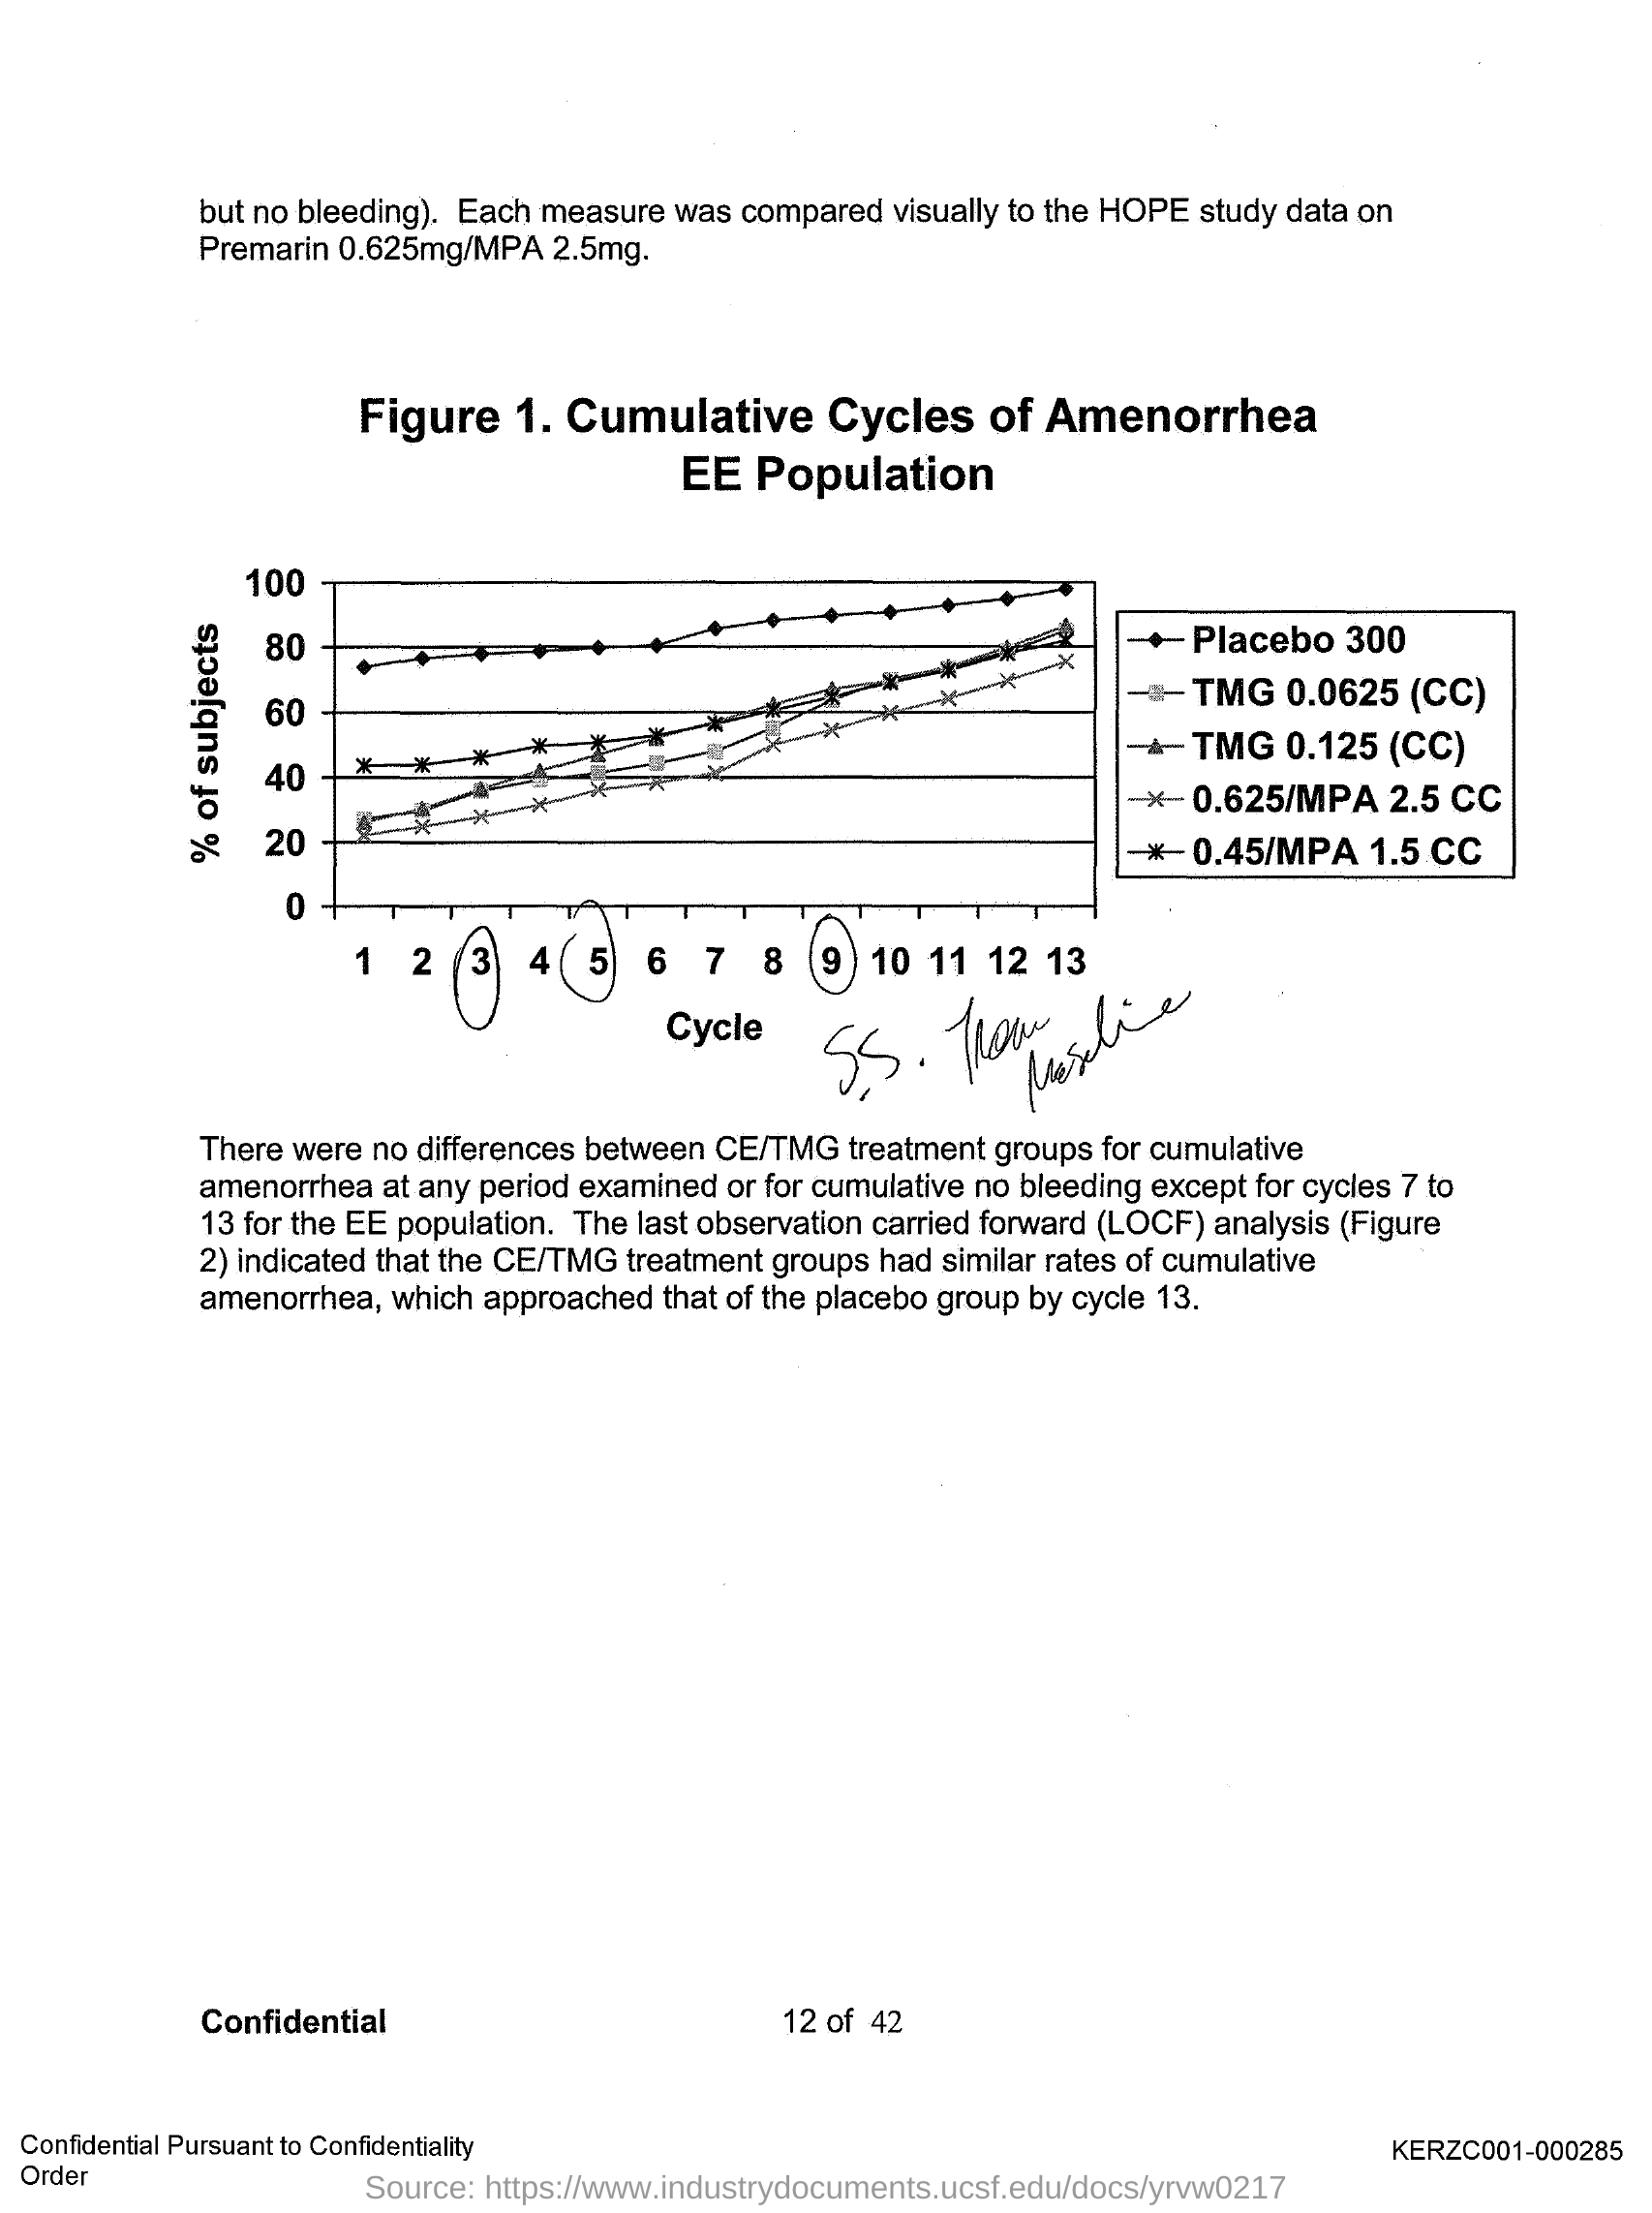 but no bleeding). Each measure was compared visually to the HOPE study data on
Premarin 0.625mg/MPA 2.5mg.
Figure 1. Cumulative Cycles of Amenorrhea
EE Population
% of subjects
100
80
60
40
20
0
1 2 3 4 5 6 7 8 9 10 11 12 13
Cycle
Placebo 300
TMG 0.0625 (CC)
TMG 0.125 (CC)
0.625/MPA 2.5 CC
0.45/MPA 1.5 CC
S.S. from
baseline
There were no differences between CE/TMG treatment groups for cumulative
amenorrhea at any period examined or for cumulative no bleeding except for cycles 7 to
13 for the EE population. The last observation carried forward (LOCF) analysis (Figure
2) indicated that the CE/TMG treatment groups had similar rates of cumulative
amenorrhea, which approached that of the placebo group by cycle 13.
Confidential
12 of 42
Confidential Pursuant to Confidentiality
Order
KERZC001-000285
Source: https://www.industrydocuments.ucsf.edu/docs/yrvw0217